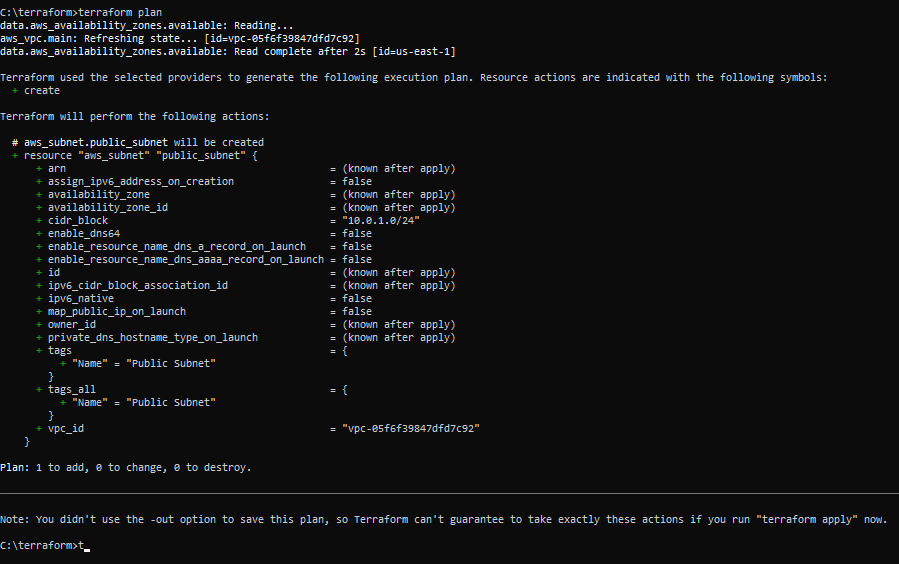 C:\terraform>terraform plan
data.aws_availability_zones.available: Reading...
aws_vpc.main: Refreshing state... [id=vpc-05f6f39847dfd7c92]
data.aws_availability_zones.available: Read complete after 2s [id=us-east-1]
Terraform used the selected providers to generate the following execution plan. Resource actions are indicated with the following symbols:
+ create
Terraform will perform the following actions:
# aws_subnet.public_subnet will be created
+ resource "aws_subnet" "public_subnet" {
+ arn = (known after apply)
+ assign_ipv6_address_on_creation = false
+ availability_zone = (known after apply)
+ availability_zone_id = (known after apply)
+ cidr_block = "10.0.1.0/24"
+ enable_dns64 = false
+ enable_resource_name_dns_a_record_on_launch = false
+ enable_resource_name_dns_aaaa_record_on_launch = false
+ id = (known after apply)
+ ipv6_cidr_block_association_id = (known after apply)
+ ipv6_native = false
+ map_public_ip_on_launch = false
+ owner_id = (known after apply)
+ private_dns_hostname_type_on_launch = (known after apply)
+ tags = {
+ "Name" = "Public Subnet"
}
+ tags_all = {
+ "Name" = "Public Subnet"
}
+ vpc_id = "vpc-05f6f39847dfd7c92"
}
Plan: 1 to add, 0 to change, 0 to destroy.
Note: You didn't use the -out option to save this plan, so Terraform can't guarantee to take exactly these actions if you run "terraform apply" now.
C:\terraform>t